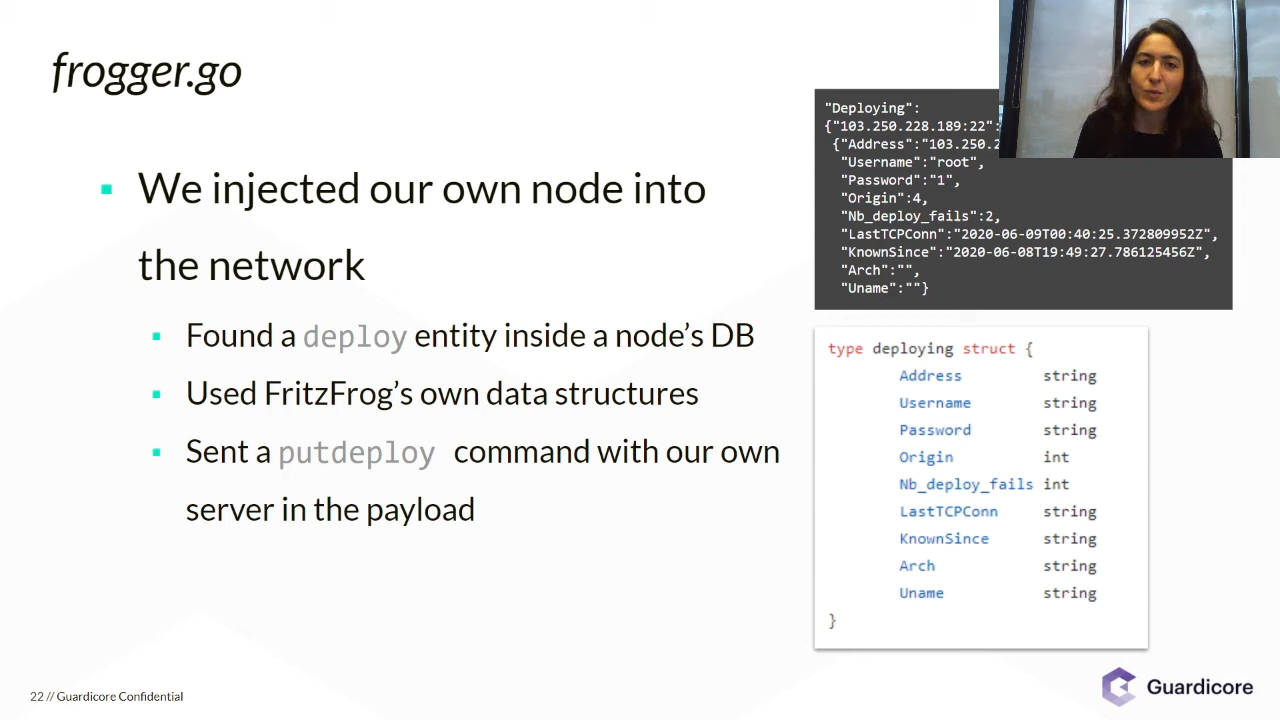 frogger.go
▪ We injected our own node into
the network
▪ Found a deploy entity inside a node's DB
▪ Used FritzFrog's own data structures
▪ Sent a putdeploy command with our own
server in the payload
"Deploying":
{"103.250.228.189:22":
{"Address":"103.250.2
"Username":"root",
"Password":"1",
"Origin":4,
"Nb_deploy_fails":2,
"LastTCPConn":"2020-06-09T00:40:25.372809952Z",
"KnownSince":"2020-06-08T19:49:27.786125456Z",
"Arch":"",
"Uname":""}
type deploying struct {
Address string
Username string
Password string
Origin int
Nb_deploy_fails int
LastTCPConn string
KnownSince string
Arch string
Uname string
}
22 // Guardicore Confidential
Guardicore